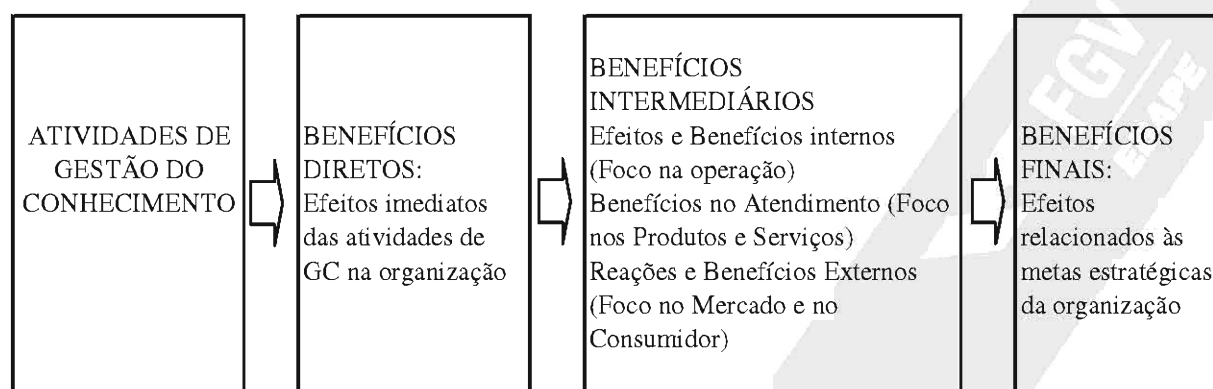 ATIVIDADES DE
GESTÃO DO
CONHECIMENTO
BENEFÍCIOS
DIRETOS:
Efeitos imediatos
das atividades de
GC na organização
BENEFÍCIOS
INTERMEDIÁRIOS
Efeitos e Benefícios internos
(Foco na operação)
Benefícios no Atendimento (Foco
nos Produtos e Serviços)
Reações e Benefícios Externos
(Foco no Mercado e no
Consumidor)
BENEFÍCIOS
FINAIS:
Efeitos
relacionados às
metas estratégicas
da organização
FGV
EBAPE